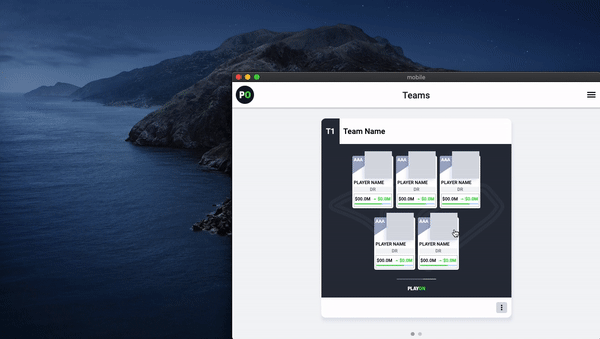 mobile
PO
Teams
T1 Team Name
AAA AAA AAA
PLAYER NAME PLAYER NAME PLAYER NAME
DR DR DR
$00.0M $0.0M $00.0M $0.0M $00.0M $0.0M
AAA AAA
PLAYER NAME PLAYER NAME
DR DR
$00.0M $0.0M $00.0M $0.0M
PLAYON